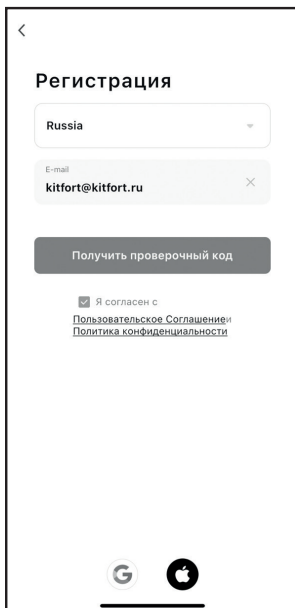 Регистрация
Russia
E-mail
kitfort@kitfort.ru
Получить проверочный код
Я согласен с
Пользовательское Соглашениеи
Политика конфиденциальности
G